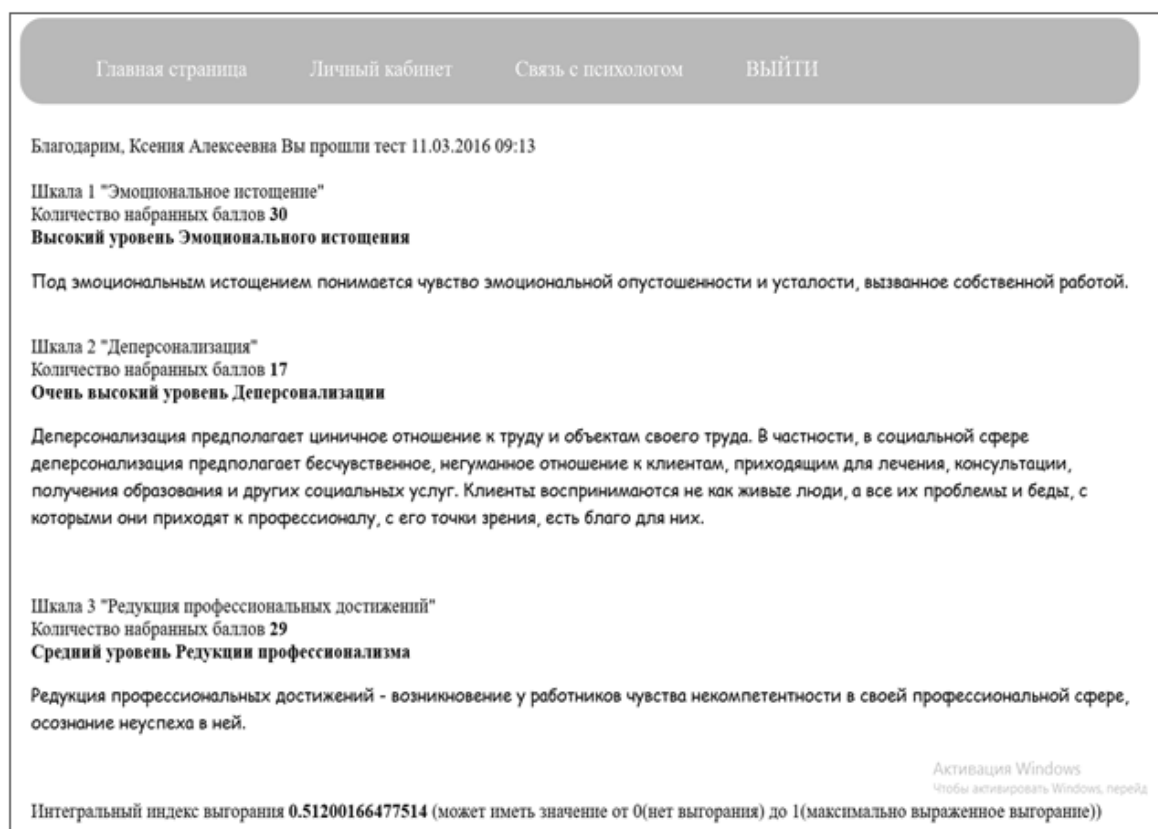 Главная страница Личный кабинет Связь с психологом ВЫЙТИ
Благодарим, Ксения Алексеевна Вы прошли тест 11.03.2016 09:13
Шкала 1 "Эмоциональное истощение"
Количество набранных баллов 30
Высокий уровень Эмоционального истощения
Под эмоциональным истощением понимается чувство эмоциональной опустошенности и усталости, вызванное собственной работой.
Шкала 2 "Деперсонализация"
Количество набранных баллов 17
Очень высокий уровень Деперсонализации
Деперсонализация предполагает циничное отношение к труду и объектам своего труда. В частности, в социальной сфере
деперсонализация предполагает бесчувственное, негуманное отношение к клиентам, приходящим для лечения, консультации,
получения образования и других социальных услуг. Клиенты воспринимаются не как живые люди, а все их проблемы и беды, с
которыми они приходят к профессионалу, с его точки зрения, есть благо для них.
Шкала 3 "Редукция профессиональных достижений"
Количество набранных баллов 29
Средний уровень Редукции профессионализма
Редукция профессиональных достижений - возникновение у работников чувства некомпетентности в своей профессиональной сфере,
осознание неуспеха в ней.
Активация Windows
Чтобы активировать Windows, перейд
Интегральный индекс выгорания 0.51200166477514 (может иметь значение от 0(нет выгорания) до 1(максимально выраженное выгорание))